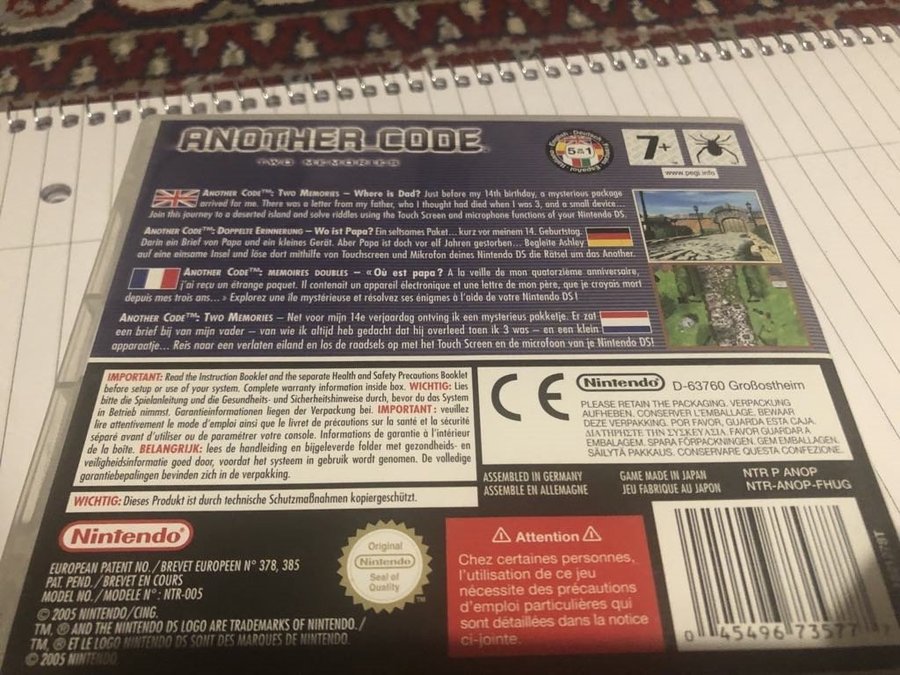 ANOTHER CODE™
TWO MEMORIES
English · Deutsch · Français
5 in 1
Español
7+
www.pegi.info
ANOTHER CODE™: TWO MEMORIES – Where is Dad? Just before my 14th birthday, a mysterious package
arrived for me. There was a letter from my father, who I thought had died when I was 3, and a small device...
Join this journey to a deserted island and solve riddles using the Touch Screen and microphone functions of your Nintendo DS.
ANOTHER CODE™: DOPPELTE ERINNERUNG – Wo ist Papa? Ein seltsames Paket... kurz vor meinem 14. Geburtstag.
Darin ein Brief von Papa und ein kleines Gerät. Aber Papa ist doch vor elf Jahren gestorben... Begleite Ashley
auf eine einsame Insel und löse dort mithilfe von Touchscreen und Mikrofon deines Nintendo DS die Rätsel um das Another.
ANOTHER CODE™: MEMOIRES DOUBLES – « Où est papa? » A la veille de mon quatorzième anniversaire,
j'ai reçu un étrange paquet. Il contenait un appareil électronique et une lettre de mon père, que je croyais mort
depuis mes trois ans... » Explorez une île mystérieuse et résolvez ses énigmes à l'aide de votre Nintendo DS !
ANOTHER CODE™: TWO MEMORIES – Net voor mijn 14e verjaardag ontving ik een mysterieus pakketje. Er zat
een brief bij van mijn vader – van wie ik altijd heb gedacht dat hij overleed toen ik 3 was – en een klein
apparaatje... Reis naar een verlaten eiland en los de raadsels op met het Touch Screen en de microfoon van je Nintendo DS!
IMPORTANT: Read the Instruction Booklet and the separate Health and Safety Precautions Booklet
before setup or use of your system. Complete warranty information inside box. WICHTIG: Lies
bitte die Spielanleitung und die Gesundheits- und Sicherheitshinweise durch, bevor du das System
in Betrieb nimmst. Garantieinformationen liegen der Verpackung bei. IMPORTANT : veuillez
lire attentivement le mode d'emploi ainsi que le livret de précautions sur la santé et la sécurité
séparé avant d'utiliser ou de paramétrer votre console. Informations de garantie à l'intérieur
de la boîte. BELANGRIJK: lees de handleiding en bijgeleverde folder met gezondheids- en
veiligheidsinformatie goed door, voordat het systeem in gebruik wordt genomen. De volledige
garantiebepalingen bevinden zich in de verpakking.
WICHTIG: Dieses Produkt ist durch technische Schutzmaßnahmen kopiergeschützt.
CE
Nintendo® D-63760 Großostheim
PLEASE RETAIN THE PACKAGING. VERPACKUNG
AUFHEBEN. CONSERVER L'EMBALLAGE. BEWAAR
DEZE VERPAKKING. POR FAVOR, GUARDA ESTA CAJA.
ΔΙΑΤΗΡΗΣΤΕ ΤΗΝ ΣΥΣΚΕΥΑΣΙΑ. FAVOR GUARDAR A
EMBALAGEM. SPARA FÖRPACKNINGEN. GEM EMBALLAGEN.
SÄILYTÄ PAKKAUS. CONSERVARE QUESTA CONFEZIONE.
ASSEMBLED IN GERMANY
ASSEMBLE EN ALLEMAGNE
GAME MADE IN JAPAN
JEU FABRIQUE AU JAPON
NTR P ANOP
NTR-ANOP-FHUG
Nintendo®
EUROPEAN PATENT NO./ BREVET EUROPEEN N° 378, 385
PAT. PEND./BREVET EN COURS
MODEL NO./MODÈLE N°: NTR-005
© 2005 NINTENDO/CING.
TM, ® AND THE NINTENDO DS LOGO ARE TRADEMARKS OF NINTENDO./
TM, ® ET LE LOGO NINTENDO DS SONT DES MARQUES DE NINTENDO.
© 2005 NINTENDO.
Original
Nintendo®
Seal of
Quality
TM
⚠ Attention ⚠
Chez certaines personnes,
l'utilisation de ce jeu
nécessite des précautions
d'emploi particulières qui
sont détaillées dans la notice
ci-jointe.
0 45496 73577 7